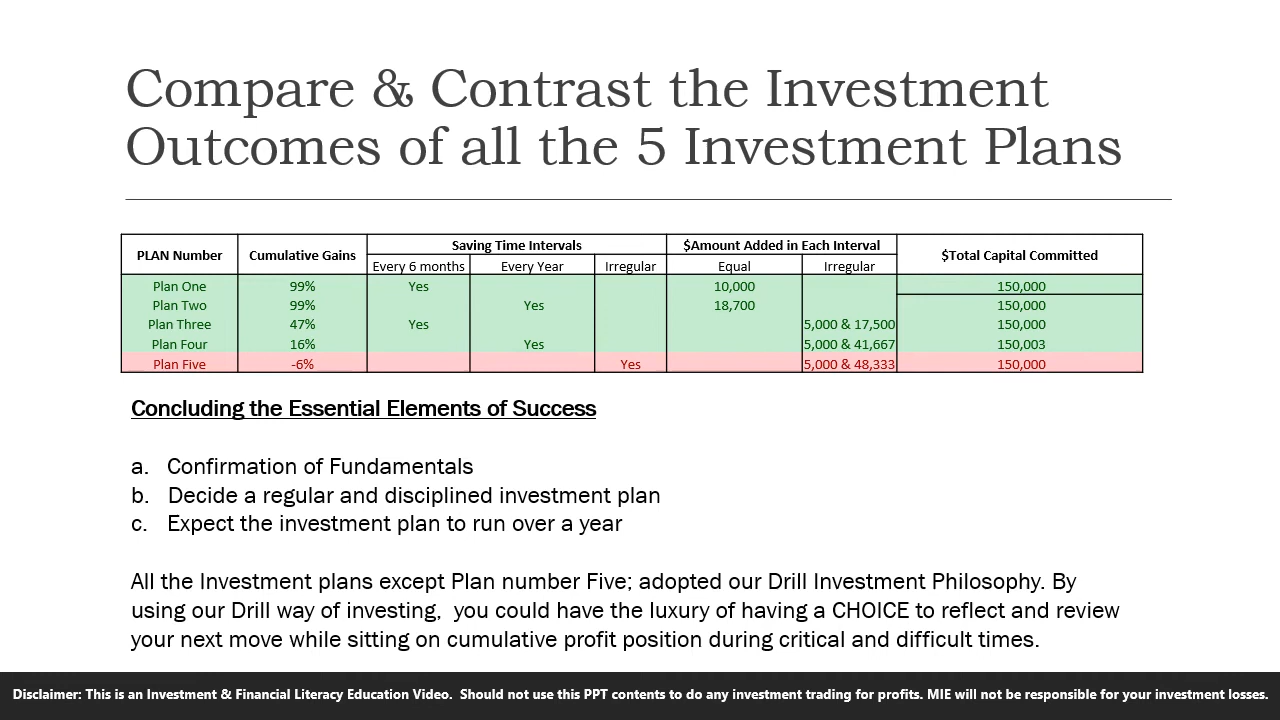 Compare & Contrast the Investment
Outcomes of all the 5 Investment Plans
PLAN Number Cumulative Gains Saving Time Intervals $Amount Added in Each Interval $Total Capital Committed
Every 6 months Every Year Irregular Equal Irregular
Plan One 99% Yes 10,000 150,000
Plan Two 99% Yes 18,700 150,000
Plan Three 47% Yes 5,000 & 17,500 150,000
Plan Four 16% Yes 5,000 & 41,667 150,003
Plan Five -6% Yes 5,000 & 48,333 150,000
Concluding the Essential Elements of Success
a. Confirmation of Fundamentals
b. Decide a regular and disciplined investment plan
c. Expect the investment plan to run over a year
All the Investment plans except Plan number Five; adopted our Drill Investment Philosophy. By
using our Drill way of investing, you could have the luxury of having a CHOICE to reflect and review
your next move while sitting on cumulative profit position during critical and difficult times.
Disclaimer: This is an Investment & Financial Literacy Education Video. Should not use this PPT contents to do any investment trading for profits. MIE will not be responsible for your investment losses.